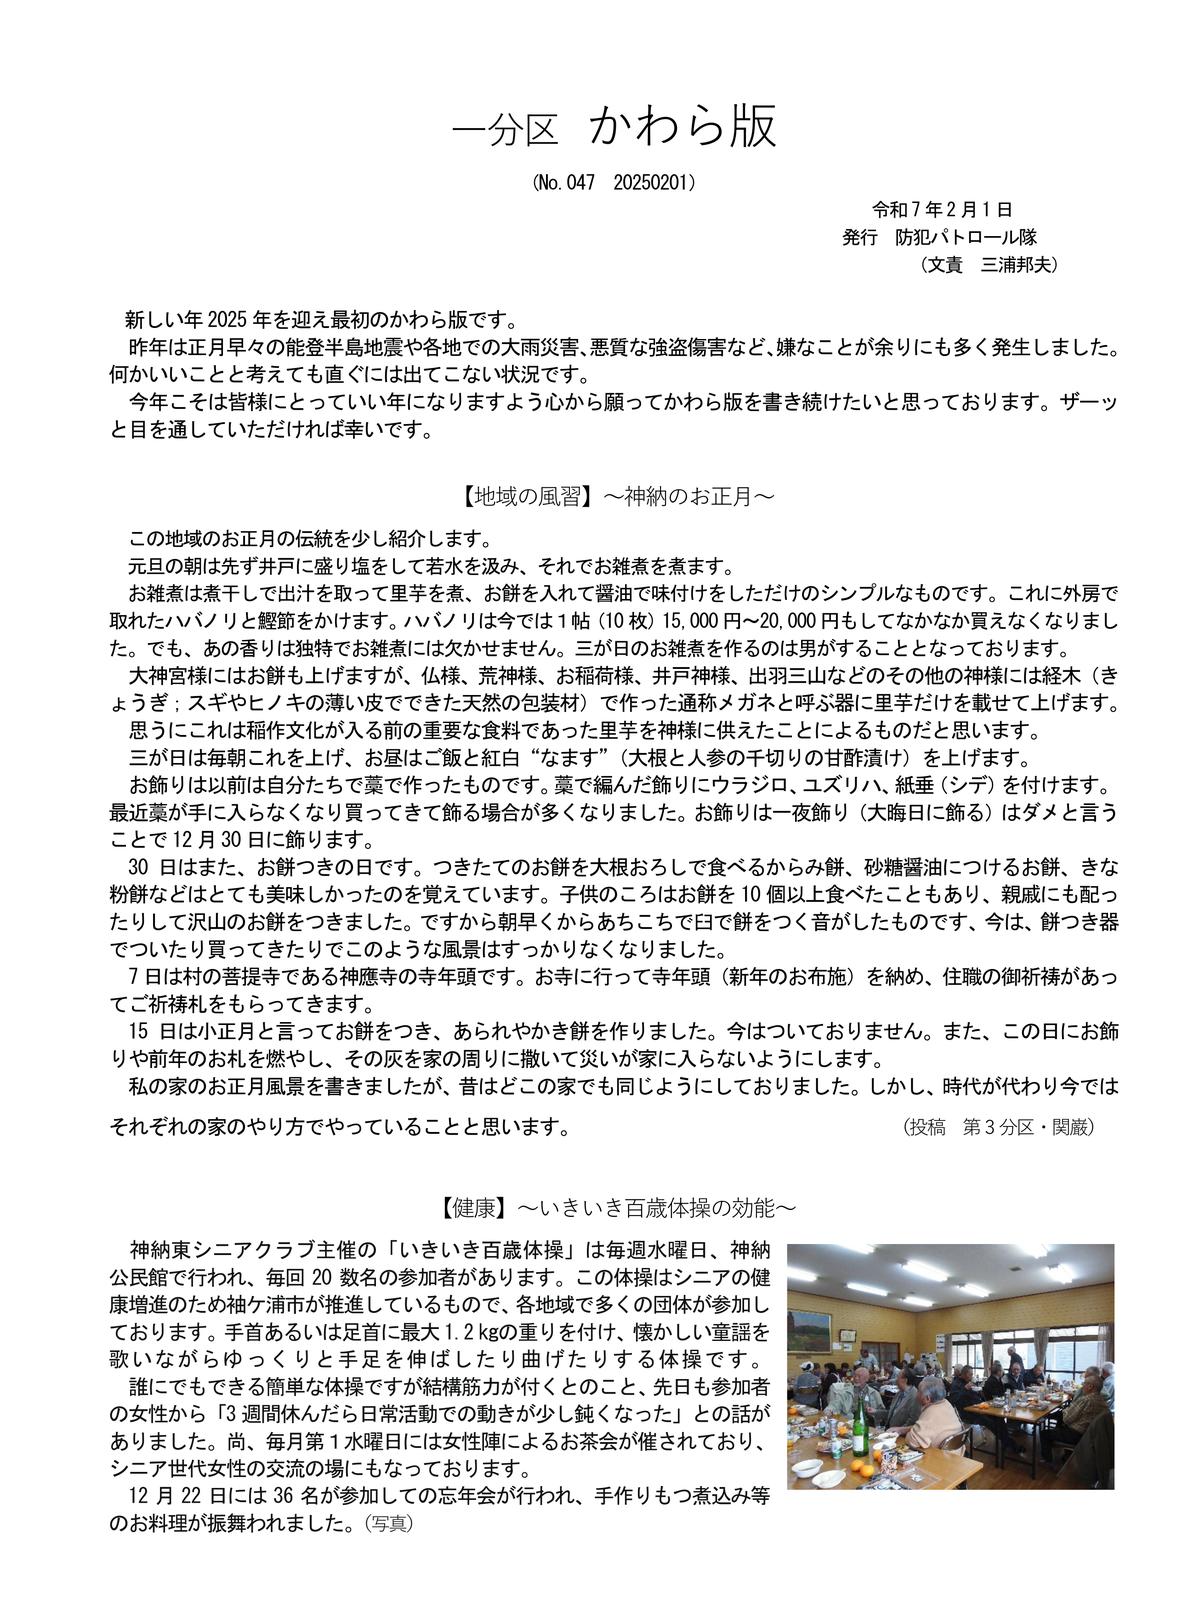 一分区　かわら版
（No.047　20250201）
令和７年２月１日
発行　防犯パトロール隊
（文責　三浦邦夫）
新しい年 2025 年を迎え最初のかわら版です。
昨年は正月早々の能登半島地震や各地での大雨災害、悪質な強盗傷害など、嫌なことが余りにも多く発生しました。
何かいいことと考えても直ぐには出てこない状況です。
今年こそは皆様にとっていい年になりますよう心から願ってかわら版を書き続けたいと思っております。ザーッ
と目を通していただければ幸いです。
【地域の風習】～神納のお正月～
この地域のお正月の伝統を少し紹介します。
元旦の朝は先ず井戸に盛り塩をして若水を汲み、それでお雑煮を煮ます。
お雑煮は煮干しで出汁を取って里芋を煮、お餅を入れて醤油で味付けをしただけのシンプルなものです。これに外房で
取れたハバノリと鰹節をかけます。ハバノリは今では１帖（10 枚）15,000 円～20,000 円もしてなかなか買えなくなりまし
た。でも、あの香りは独特でお雑煮には欠かせません。三が日のお雑煮を作るのは男がすることとなっております。
大神宮様にはお餅も上げますが、仏様、荒神様、お稲荷様、井戸神様、出羽三山などのその他の神様には経木（き
ょうぎ；スギやヒノキの薄い皮でできた天然の包装材）で作った通称メガネと呼ぶ器に里芋だけを載せて上げます。
思うにこれは稲作文化が入る前の重要な食料であった里芋を神様に供えたことによるものだと思います。
三が日は毎朝これを上げ、お昼はご飯と紅白“なます”（大根と人参の千切りの甘酢漬け）を上げます。
お飾りは以前は自分たちで藁で作ったものです。藁で編んだ飾りにウラジロ、ユズリハ、紙垂（シデ）を付けます。
最近藁が手に入らなくなり買ってきて飾る場合が多くなりました。お飾りは一夜飾り（大晦日に飾る）はダメと言う
ことで 12 月 30 日に飾ります。
30 日はまた、お餅つきの日です。つきたてのお餅を大根おろしで食べるからみ餅、砂糖醤油につけるお餅、きな
粉餅などはとても美味しかったのを覚えています。子供のころはお餅を 10 個以上食べたこともあり、親戚にも配っ
たりして沢山のお餅をつきました。ですから朝早くからあちこちで臼で餅をつく音がしたものです、今は、餅つき器
でついたり買ってきたりでこのような風景はすっかりなくなりました。
７日は村の菩提寺である神應寺の寺年頭です。お寺に行って寺年頭（新年のお布施）を納め、住職の御祈祷があっ
てご祈祷札をもらってきます。
15 日は小正月と言ってお餅をつき、あられやかき餅を作りました。今はついておりません。また、この日にお飾
りや前年のお札を燃やし、その灰を家の周りに撒いて災いが家に入らないようにします。
私の家のお正月風景を書きましたが、昔はどこの家でも同じようにしておりました。しかし、時代が代わり今では
それぞれの家のやり方でやっていることと思います。　（投稿　第３分区・関巌）
【健康】～いきいき百歳体操の効能～
神納東シニアクラブ主催の「いきいき百歳体操」は毎週水曜日、神納
公民館で行われ、毎回 20 数名の参加者があります。この体操はシニアの健
康増進のため袖ケ浦市が推進しているもので、各地域で多くの団体が参加し
ております。手首あるいは足首に最大 1.2 kgの重りを付け、懐かしい童謡を
歌いながらゆっくりと手足を伸ばしたり曲げたりする体操です。
誰にでもできる簡単な体操ですが結構筋力が付くとのこと、先日も参加者
の女性から「3 週間休んだら日常活動での動きが少し鈍くなった」との話が
ありました。尚、毎月第１水曜日には女性陣によるお茶会が催されており、
シニア世代女性の交流の場にもなっております。
12 月 22 日には 36 名が参加しての忘年会が行われ、手作りもつ煮込み等
のお料理が振舞われました。（写真）